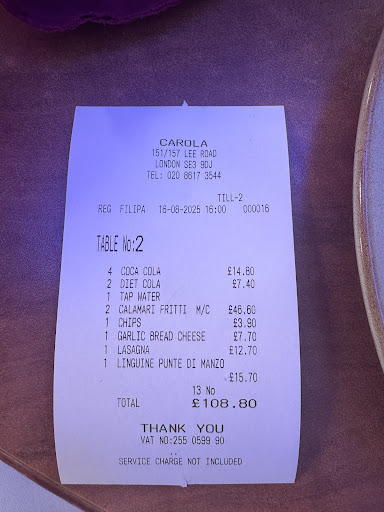 CAROLA
151/157 LEE ROAD
LONDON SE3 9DJ
TEL: 020 8617 3544
TILL-2
REG FILIPA 16-08-2025 16:00 000016
TABLE No:2
4 COCA COLA £14.80
2 DIET COLA £7.40
1 TAP WATER
2 CALAMARI FRITTI M/C £46.60
1 CHIPS £3.90
1 GARLIC BREAD CHEESE £7.70
1 LASAGNA £12.70
1 LINGUINE PUNTE DI MANZO
£15.70
13 No
TOTAL £108.80
THANK YOU
VAT NO:255 0599 90
SERVICE CHARGE NOT INCLUDED